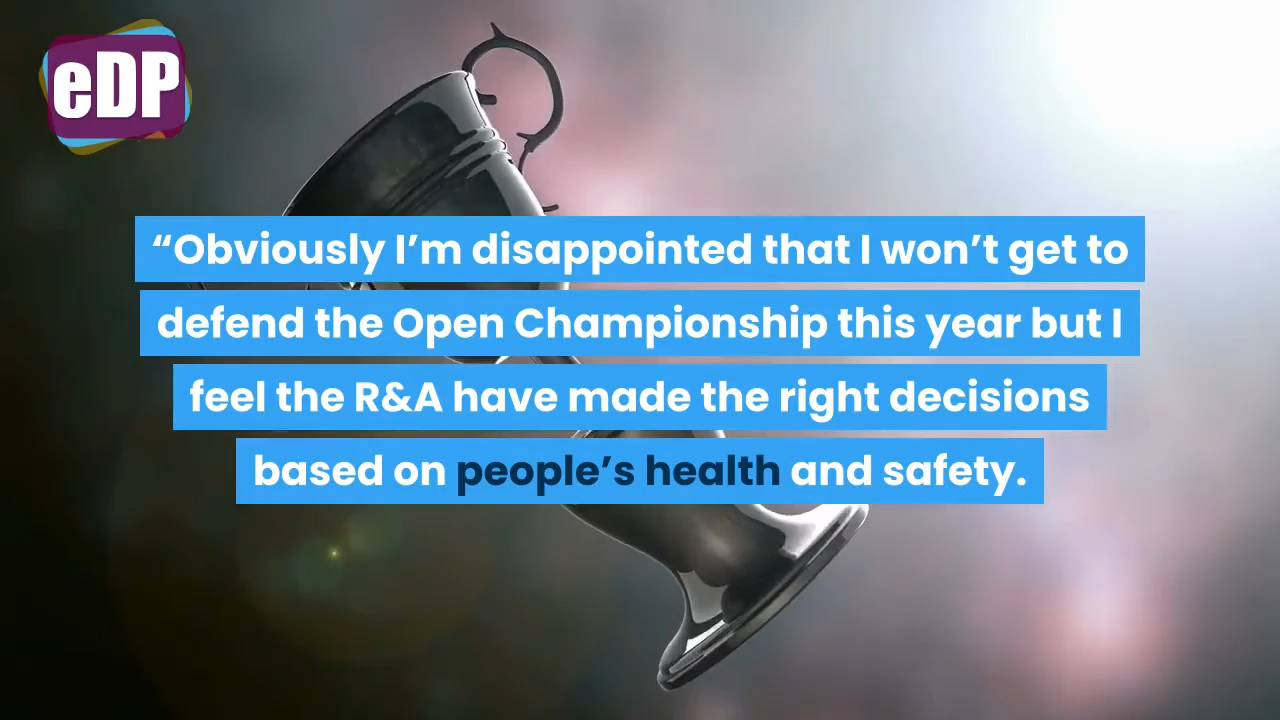 eDP
“Obviously I’m disappointed that I won’t get to
defend the Open Championship this year but I
feel the R&A have made the right decisions
based on people’s health and safety.